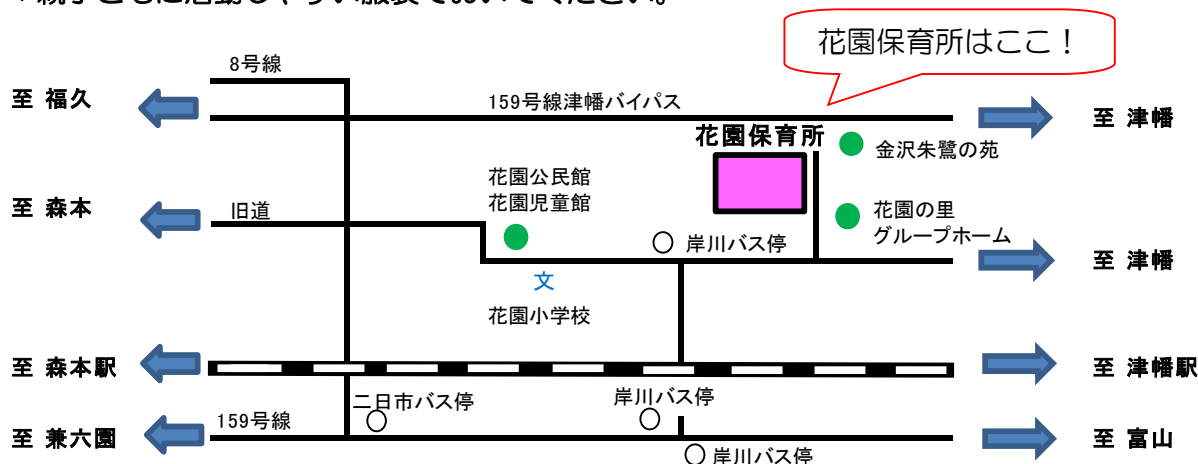 花園保育所はここ！
8号線
至 福久
159号線津幡バイパス
至 津幡
花園保育所
金沢朱鷺の苑
花園公民館
花園児童館
至 森本
旧道
花園の里
グループホーム
岸川バス停
至 津幡
文
花園小学校
至 森本駅
至 津幡駅
二日市バス停
岸川バス停
159号線
至 兼六園
至 富山
岸川バス停